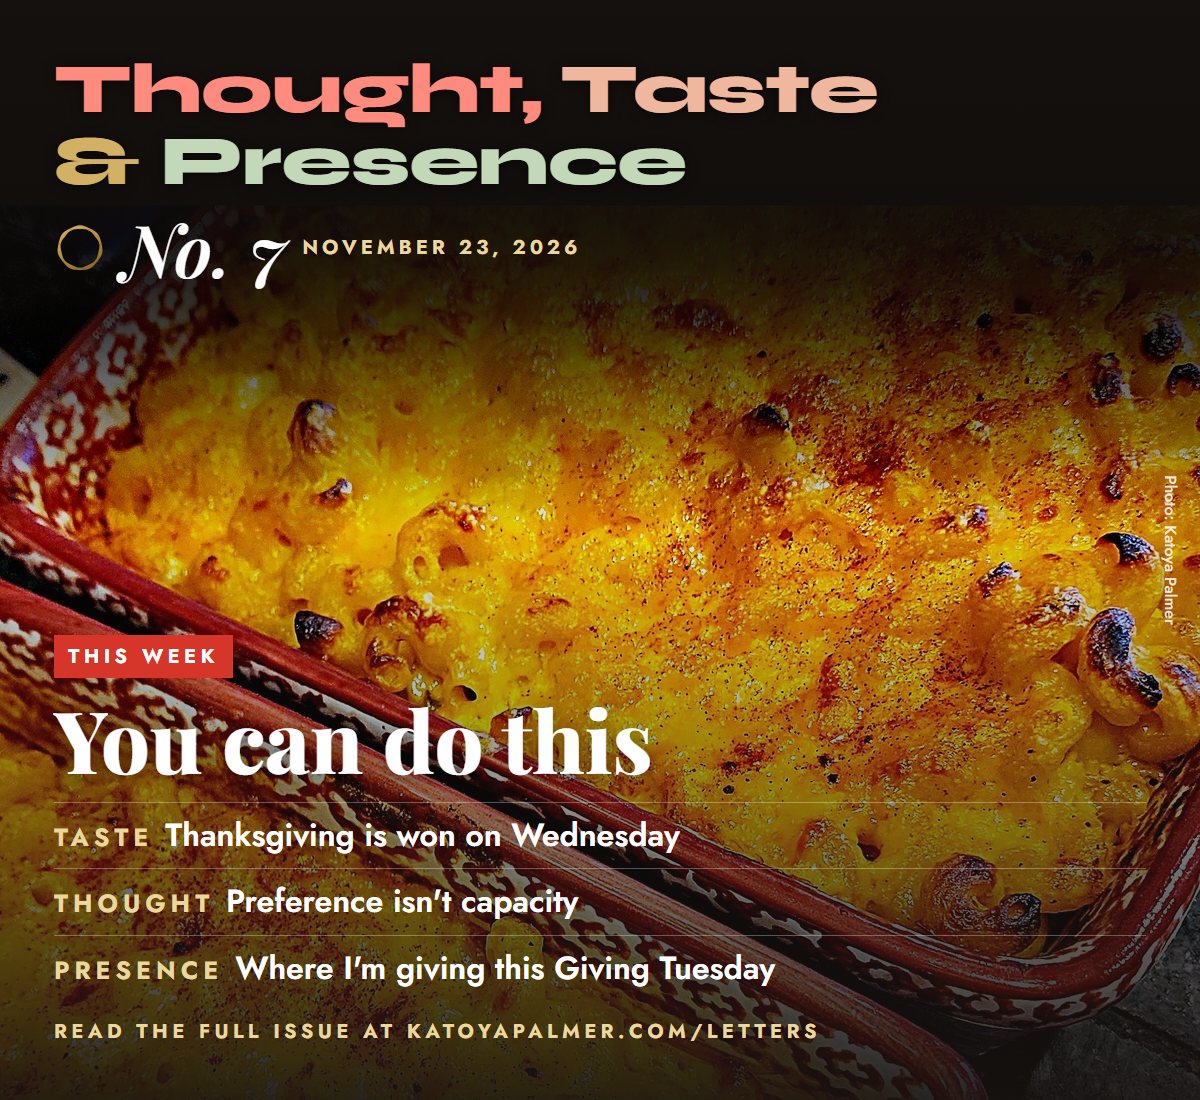 Thought, Taste
& Presence
No. 7 NOVEMBER 23, 2026
Photo: Katoya Palmer
THIS WEEK
You can do this
TASTE Thanksgiving is won on Wednesday
THOUGHT Preference isn't capacity
PRESENCE Where I'm giving this Giving Tuesday
READ THE FULL ISSUE AT KATOYAPALMER.COM/LETTERS